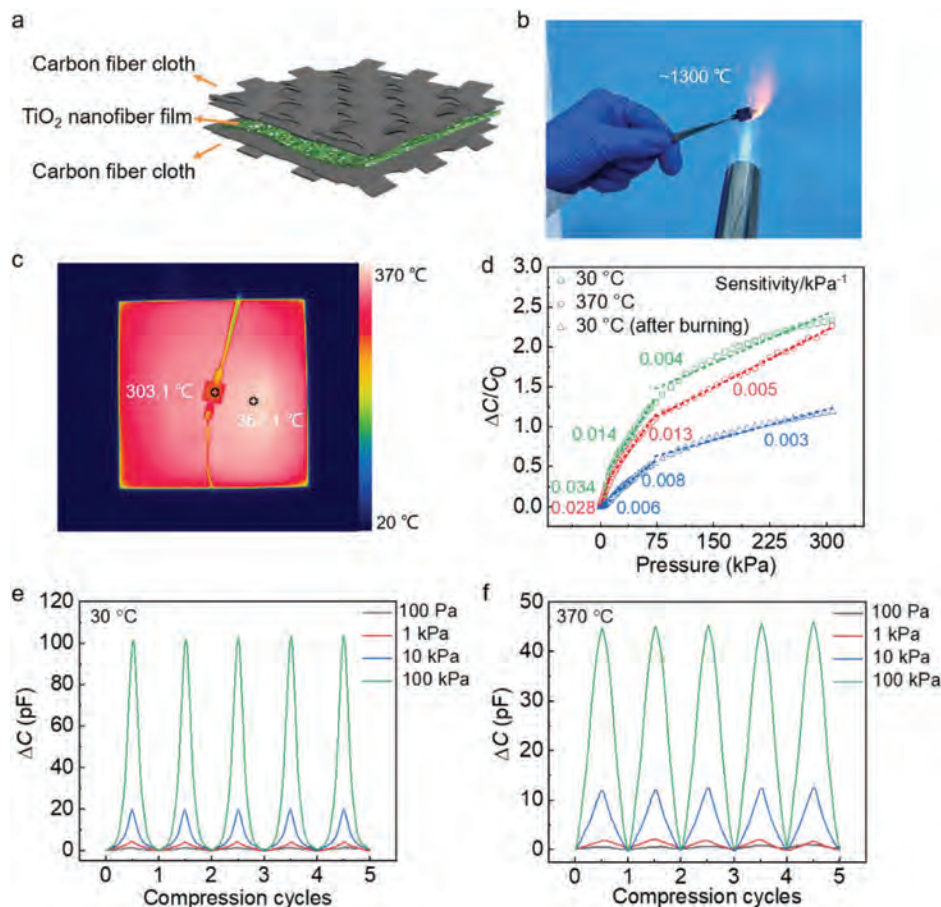 a
Carbon fiber cloth
TiO₂ nanofiber film
Carbon fiber cloth
b
~1300 ℃
c
370 ℃
303.1 ℃
20 ℃
d
ΔC/C₀
3.0
2.5
2.0
1.5
1.0
0.5
0.0
30 °C
370 °C
30 °C (after burning)
Sensitivity/kPa⁻¹
0.004
0.005
0.014
0.013
0.003
0.034
0.008
0.028
0.006
0 75 150 225 300
Pressure (kPa)
e
30 °C
ΔC (pF)
120
100
80
60
40
20
0
100 Pa
1 kPa
10 kPa
100 kPa
0 1 2 3 4 5
Compression cycles
f
370 °C
ΔC (pF)
50
40
30
20
10
0
100 Pa
1 kPa
10 kPa
100 kPa
0 1 2 3 4 5
Compression cycles